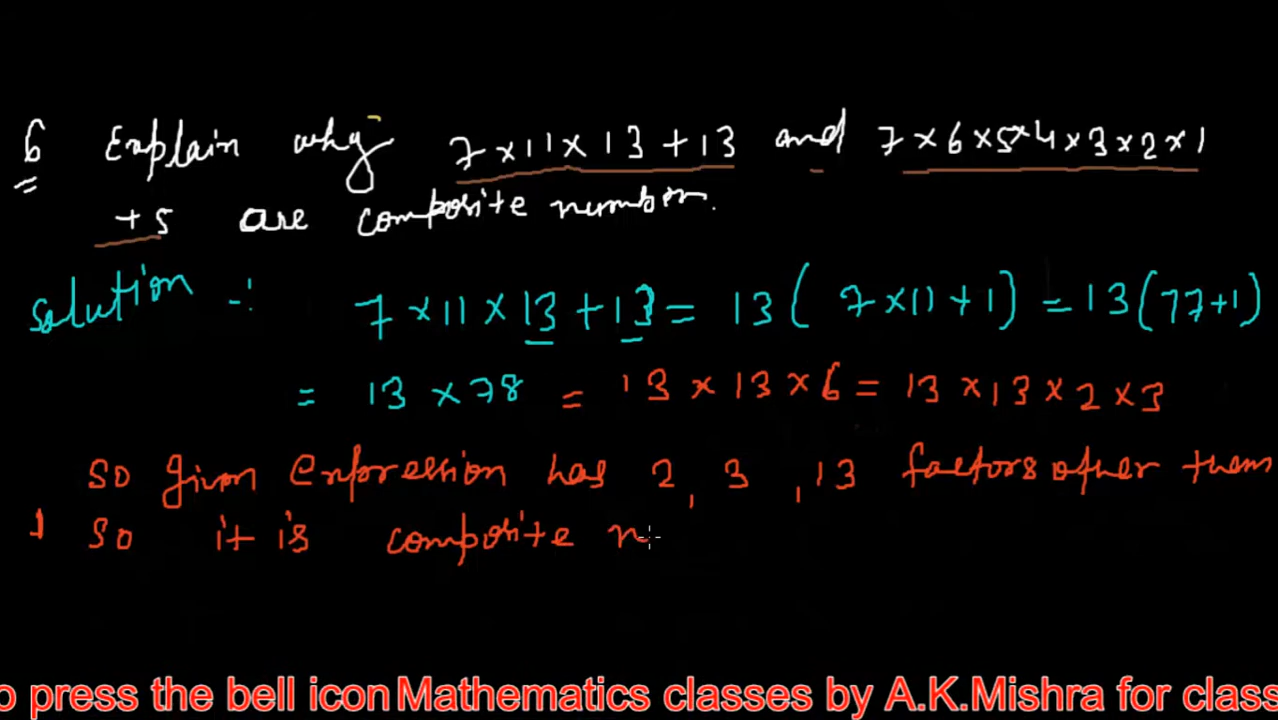 6 Explain why 7×11×13+13 and 7×6×5×4×3×2×1
+5 are composite number.
Solution :- 7×11×13+13 = 13(7×11+1) = 13(77+1)
= 13×78 = 13×13×6 = 13×13×2×3
So given expression has 2, 3, 13 factors other them
1 so it is composite n
o press the bell icon Mathematics classes by A.K.Mishra for class